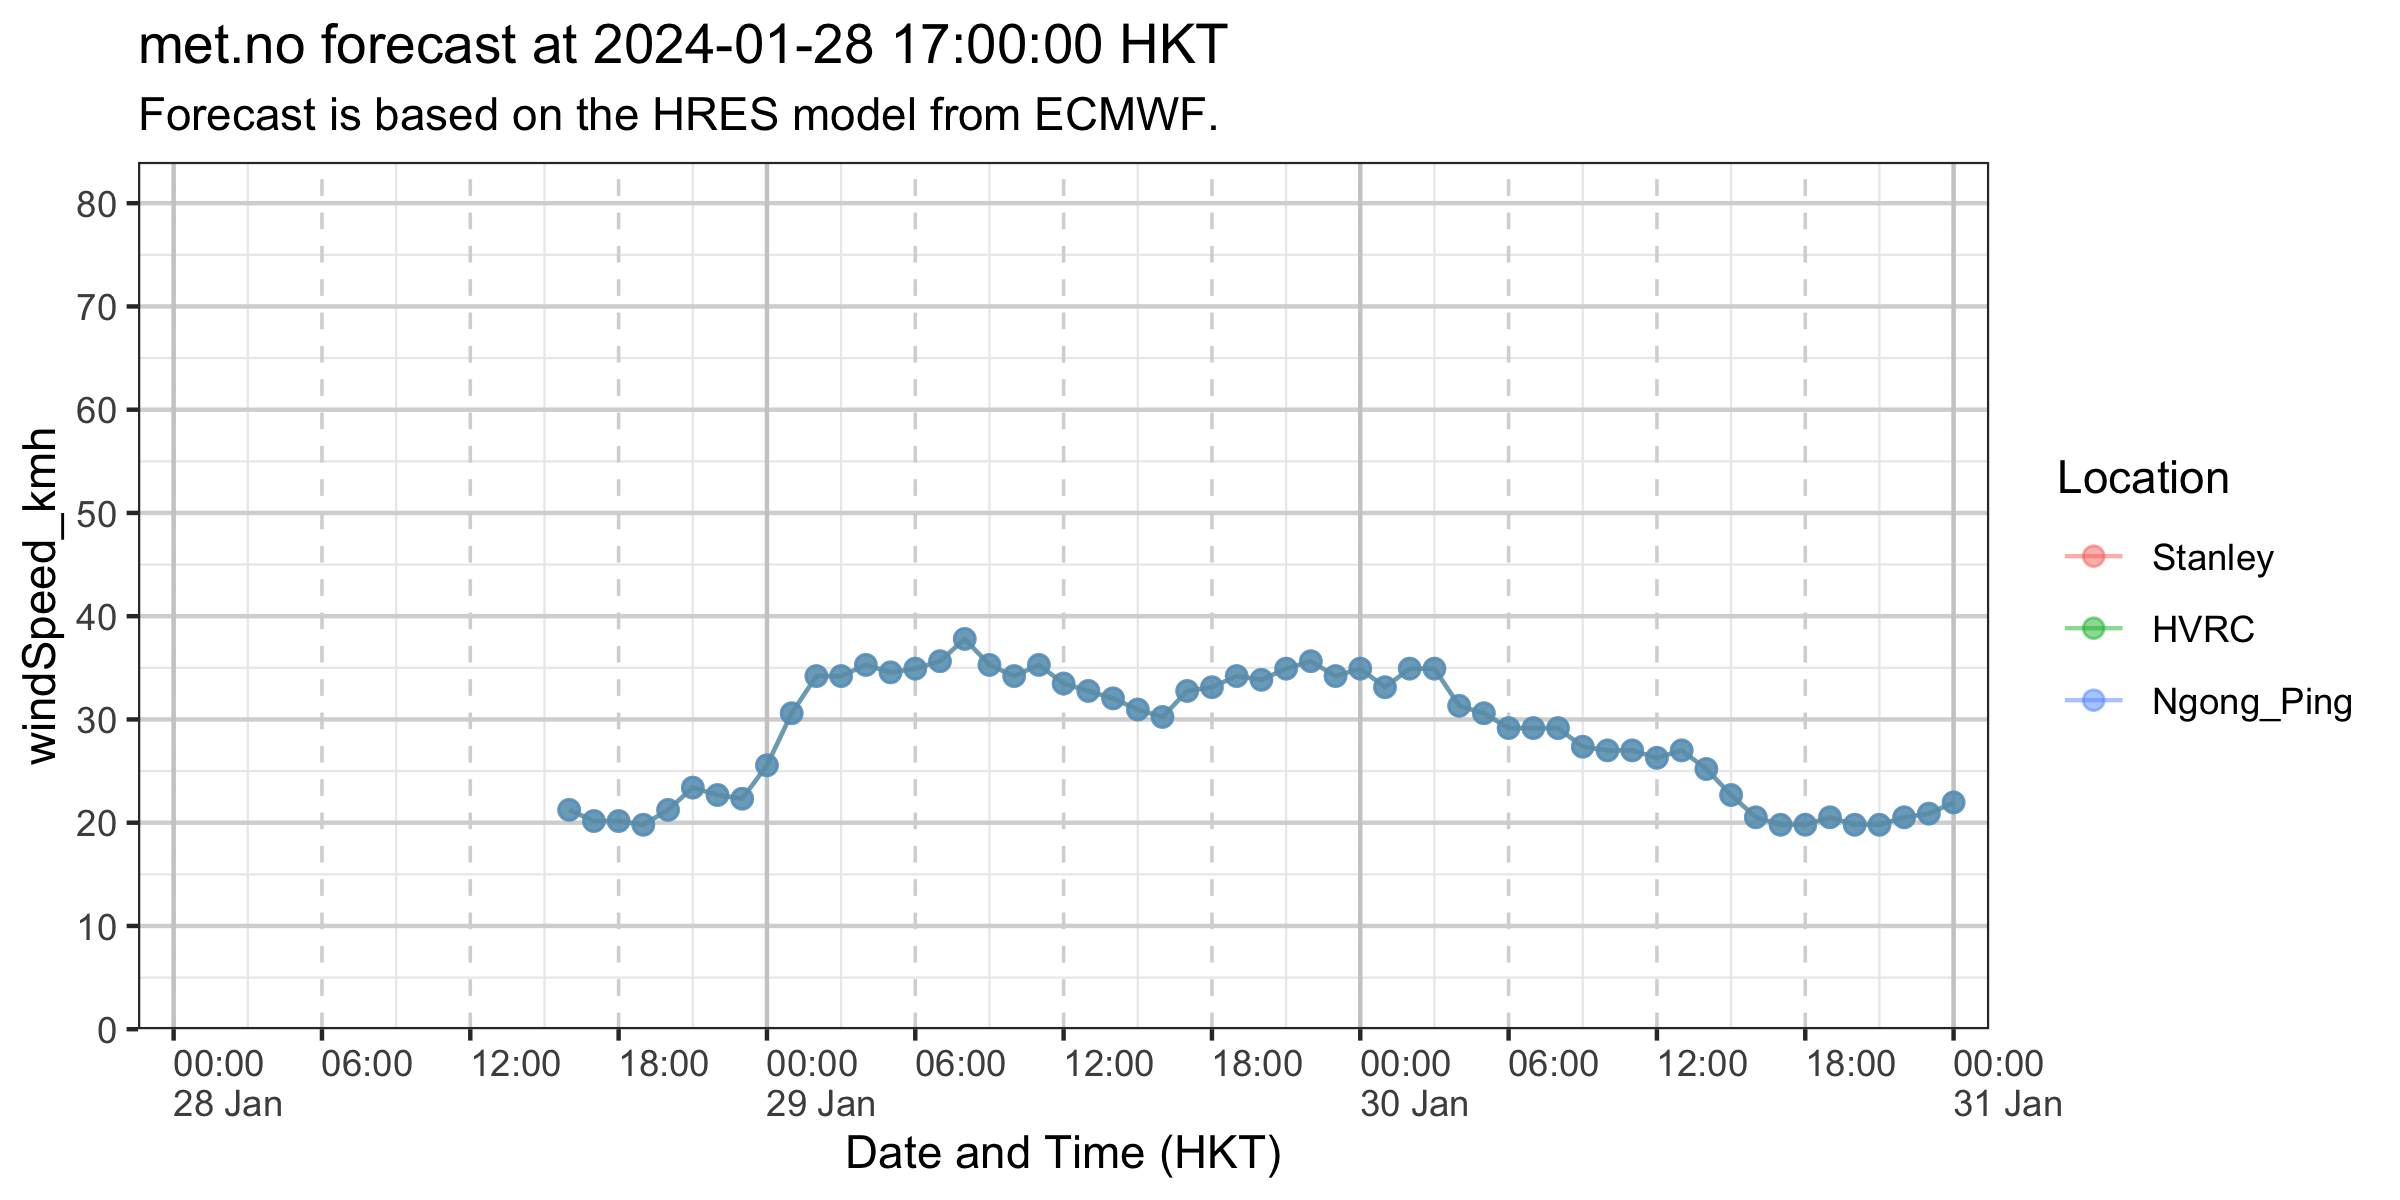 met.no forecast at 2024-01-28 17:00:00 HKT
Forecast is based on the HRES model from ECMWF.
windSpeed_kmh
80
70
60
50
40
30
20
10
0
00:00 06:00 12:00 18:00 00:00 06:00 12:00 18:00 00:00 06:00 12:00 18:00 00:00
28 Jan 29 Jan 30 Jan 31 Jan
Date and Time (HKT)
Location
Stanley
HVRC
Ngong_Ping